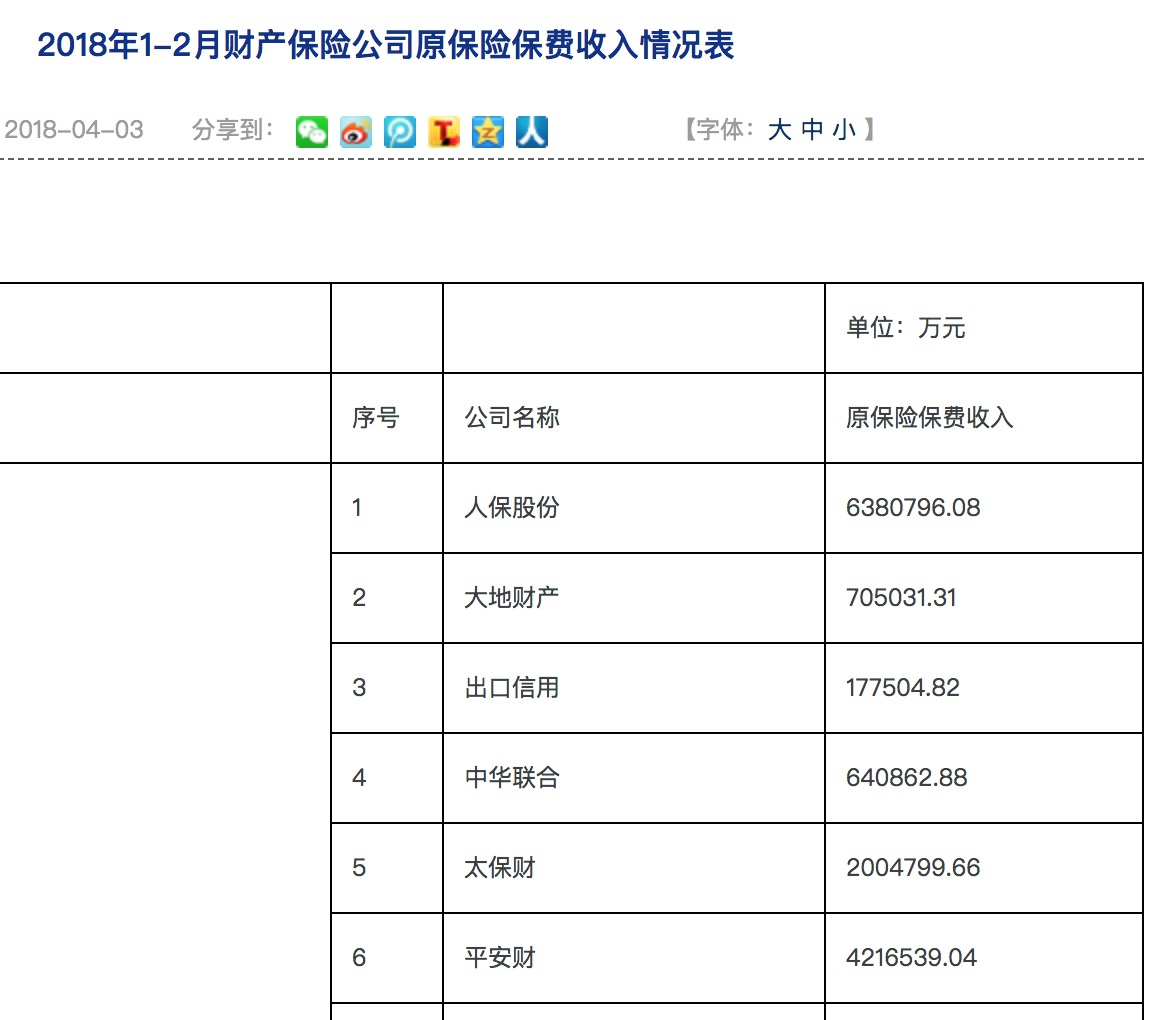 2018年1-2月财产保险公司原保险保费收入情况表
2018-04-03 分享到： 【字体：大 中 小 】
单位：万元
序号 公司名称 原保险保费收入
1 人保股份 6380796.08
2 大地财产 705031.31
3 出口信用 177504.82
4 中华联合 640862.88
5 太保财 2004799.66
6 平安财 4216539.04